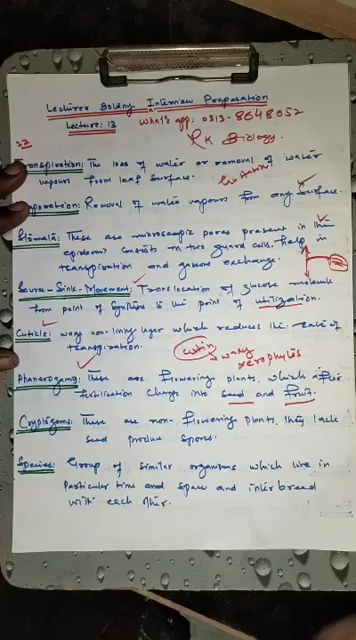 Lecturer Botany Interview Preparation
Lecture: 13 What's app: 0313-8648052
RK Biology.
Transpiration: The loss of water or removal of water
vapours from leaf surface.
Evaporation: Removal of water vapours from any surface.
Stomata: These are microscopic pores present in the
epidermis consists in two guard cells, help in
transpiration and gaseous exchange.
Source-Sink-Movement: Translocation of glucose molecule
from point of synthesis to the point of utilization.
Cuticle: waxy non-living layer which reduces the rate of
transpiration.
Cutin → waxy
xerophytes
Phanerogams: These are flowering plants, which after
fertilization change into seed and fruit.
Cryptogams: These are non-flowering plants, they lack
seed produce spores.
Species: Group of similar organisms which live in
particular time and space and interbreed
with each other.